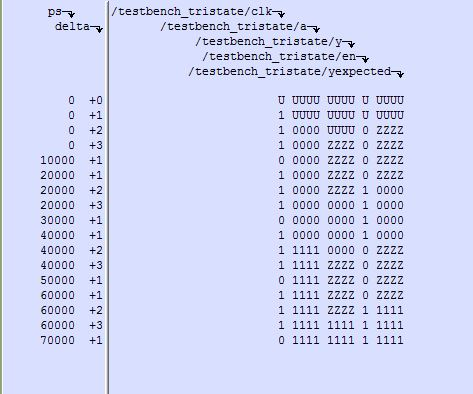 ps /testbench_tristate/clk
delta /testbench_tristate/a
/testbench_tristate/y
/testbench_tristate/en
/testbench_tristate/yexpected
0 +0 U UUUU UUUU U UUUU
0 +1 1 UUUU UUUU U UUUU
0 +2 1 0000 UUUU 0 ZZZZ
0 +3 1 0000 ZZZZ 0 ZZZZ
10000 +1 0 0000 ZZZZ 0 ZZZZ
20000 +1 1 0000 ZZZZ 0 ZZZZ
20000 +2 1 0000 ZZZZ 1 0000
20000 +3 1 0000 0000 1 0000
30000 +1 0 0000 0000 1 0000
40000 +1 1 0000 0000 1 0000
40000 +2 1 1111 0000 0 ZZZZ
40000 +3 1 1111 ZZZZ 0 ZZZZ
50000 +1 0 1111 ZZZZ 0 ZZZZ
60000 +1 1 1111 ZZZZ 0 ZZZZ
60000 +2 1 1111 ZZZZ 1 1111
60000 +3 1 1111 1111 1 1111
70000 +1 0 1111 1111 1 1111